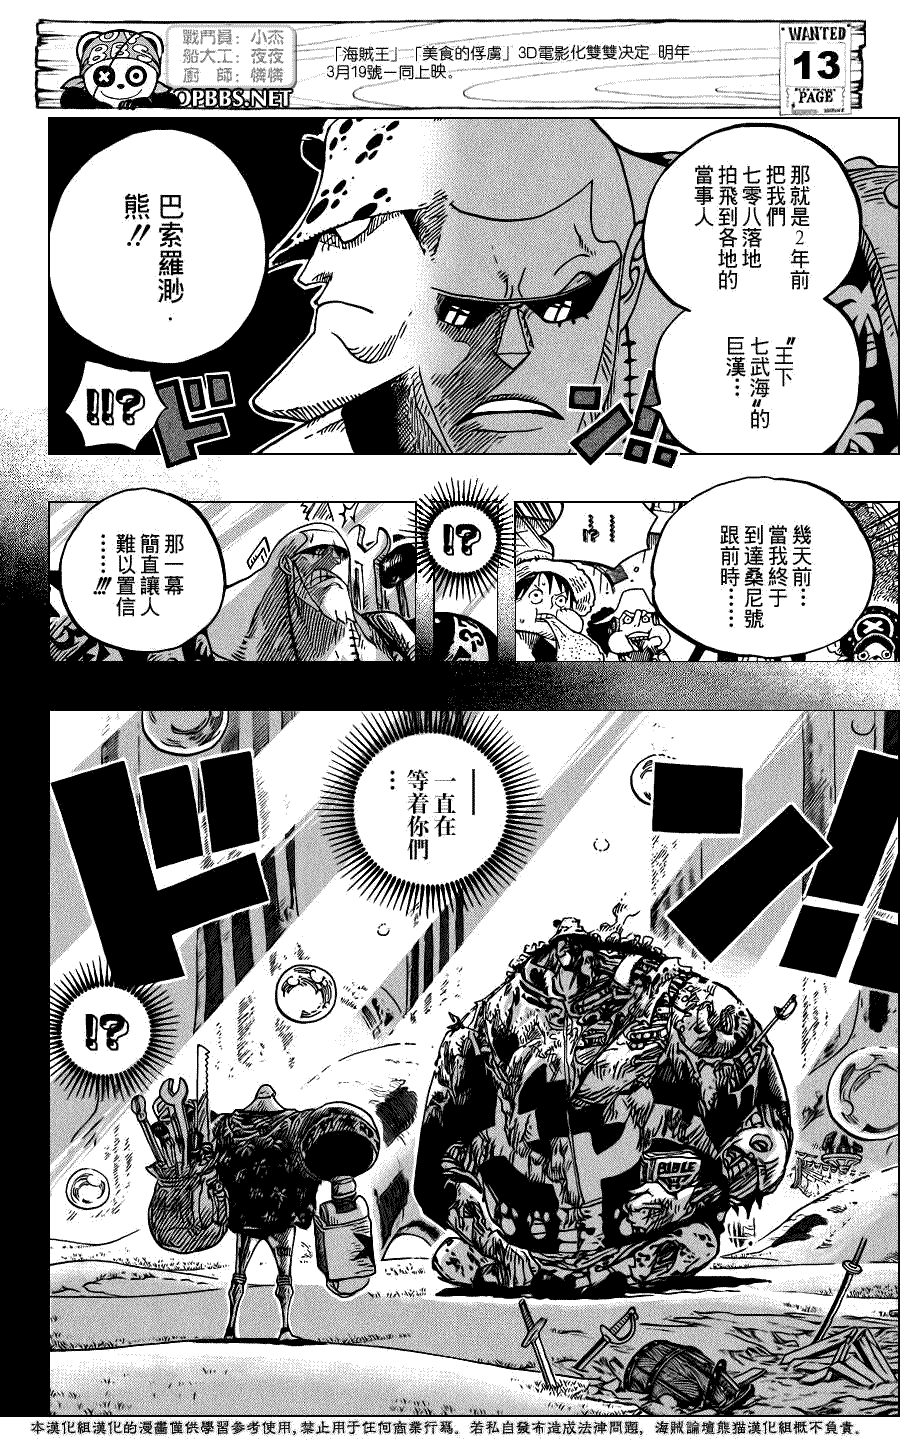 戰鬥員：小杰
船大工：夜夜
廚　師：憐憐
OPBBS.NET
「海賊王」「美食的俘虜」3D電影化雙雙決定 明年
3月19號一同上映。
WANTED
13
PAGE
那就是2年前
把我們
七零八落地
拍飛到各地的
當事人
〝王下
七武海〞的
巨漢…
巴索羅渺．
熊!!
!!?
ドン
幾天前…
當我終于
到達桑尼號
跟前時……
!?
!?
那一幕
簡直讓人
難以置信
……!!!
——
一直在
等着你們
…
ドン!!
!?
BIBLE
本漢化組漢化的漫畫僅供學習參考使用,禁止用于任何商業行爲。若私自發布造成法律問題,海賊論壇熊猫漢化組概不負責。